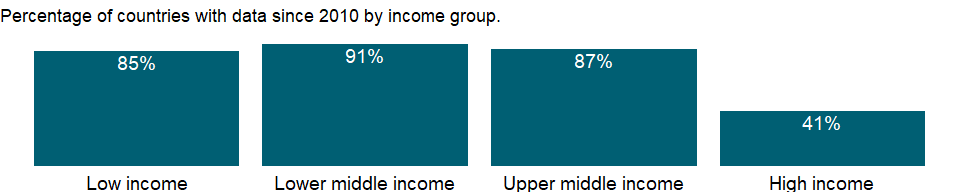 Percentage of countries with data since 2010 by income group.
85%
91%
87%
41%
Low income
Lower middle income
Upper middle income
High income